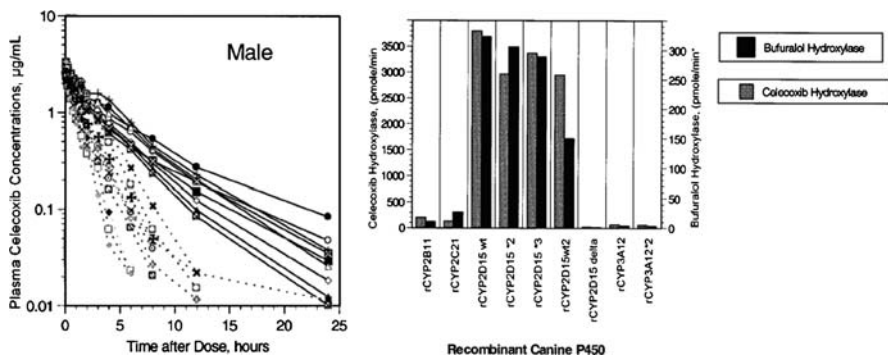 Male
Plasma Celecoxib Concentrations, µg/mL
10
1
0.1
0.01
0
5
10
15
20
25
Time after Dose, hours
Celecoxib Hydroxylase, (pmole/min)
3500
3000
2500
2000
1500
1000
500
0
300
250
200
150
100
50
0
Bufuralol Hydroxylase, (pmole/min*
rCYP2B11
rCYP2C21
rCYP2D15 wt
rCYP2D15 *2
rCYP2D15 *3
rCYP2D15wt2
rCYP2D15 delta
rCYP3A12
rCYP3A12*2
Recombinant Canine P450
Bufuralol Hydroxylase
Celecoxib Hydroxylase